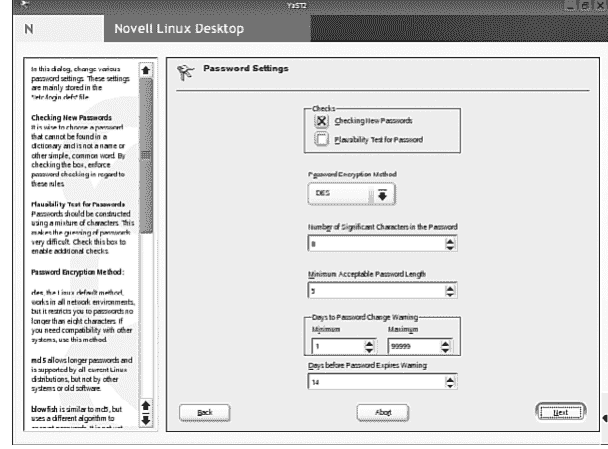 YaST2
N Novell Linux Desktop
In this dialog, change various
password settings. These settings
are mainly stored in the
"/etc/login.defs" file.
Checking New Passwords
It is wise to choose a password
that cannot be found in a
dictionary and is not a name or
other simple, common word. By
checking the box, enforce
password checking in regard to
these rules.
Plausibility Test for Passwords
Passwords should be constructed
using a mixture of characters. This
makes the guessing of passwords
very difficult. Check this box to
enable additional checks.
Password Encryption Method:
des, the Linux default method,
works in all network environments,
but it restricts you to passwords no
longer than eight characters. If
you need compatibility with other
systems, use this method.
md5 allows longer passwords and
is supported by all current Linux
distributions, but not by other
systems or old software.
blowfish is similar to md5, but
uses a different algorithm to
Password Settings
Checks
Checking New Passwords
Plausibility Test for Password
Password Encryption Method
DES
Number of Significant Characters in the Password
8
Minimum Acceptable Password Length
5
Days to Password Change Warning
Minimum Maximum
1 99999
Days before Password Expires Warning
14
Back Abort Next